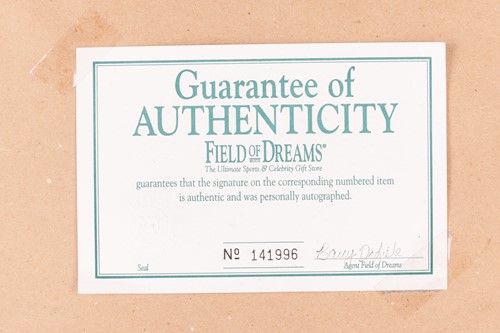 Guarantee of
AUTHENTICITY
FIELD OF DREAMS®
The Ultimate Sports & Celebrity Gift Store
guarantees that the signature on the corresponding numbered item
is authentic and was personally autographed.
Nº 141996
Seal
Agent Field of Dreams